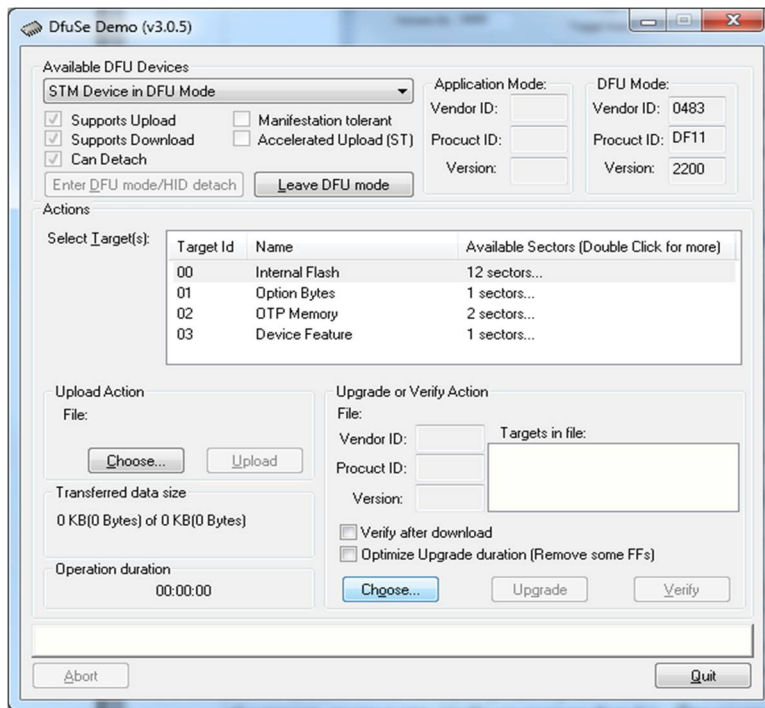 DfuSe Demo (v3.0.5)
Available DFU Devices
STM Device in DFU Mode
Supports Upload
Manifestation tolerant
Supports Download
Accelerated Upload (ST)
Can Detach
Enter DFU mode/HID detach
Leave DFU mode
Application Mode:
Vendor ID:
Procuct ID:
Version:
DFU Mode:
Vendor ID: 0483
Procuct ID: DF11
Version: 2200
Actions
Select Target(s):
Target Id Name Available Sectors (Double Click for more)
00 Internal Flash 12 sectors...
01 Option Bytes 1 sectors...
02 OTP Memory 2 sectors...
03 Device Feature 1 sectors...
Upload Action
File:
Choose... Upload
Transferred data size
0 KB(0 Bytes) of 0 KB(0 Bytes)
Operation duration
00:00:00
Upgrade or Verify Action
File:
Vendor ID:
Procuct ID:
Version:
Targets in file:
Verify after download
Optimize Upgrade duration (Remove some FFs)
Choose... Upgrade Verify
Abort Quit